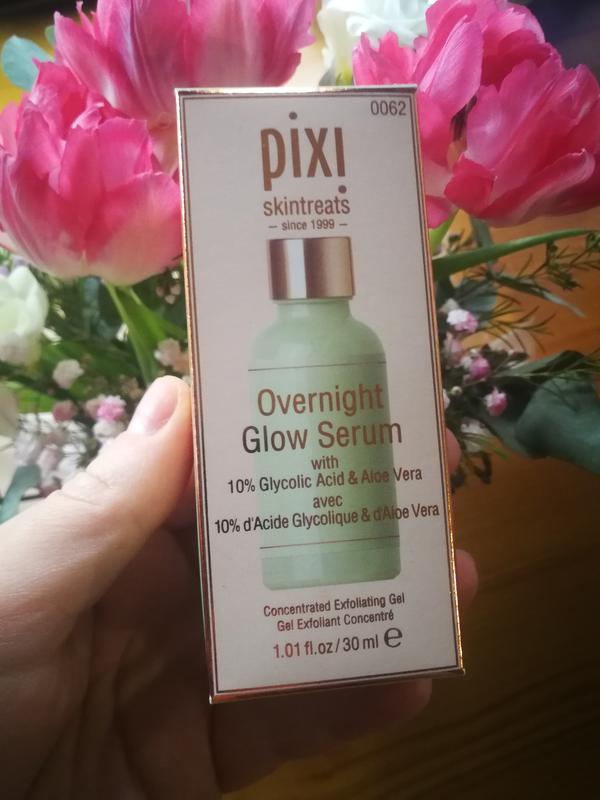 0062
pixi
skintreats
– since 1999 –
Overnight
Glow Serum
with
10% Glycolic Acid & Aloe Vera
avec
10% d'Acide Glycolique & d'Aloe Vera
Concentrated Exfoliating Gel
Gel Exfoliant Concentré
1.01 fl.oz / 30 ml ℮